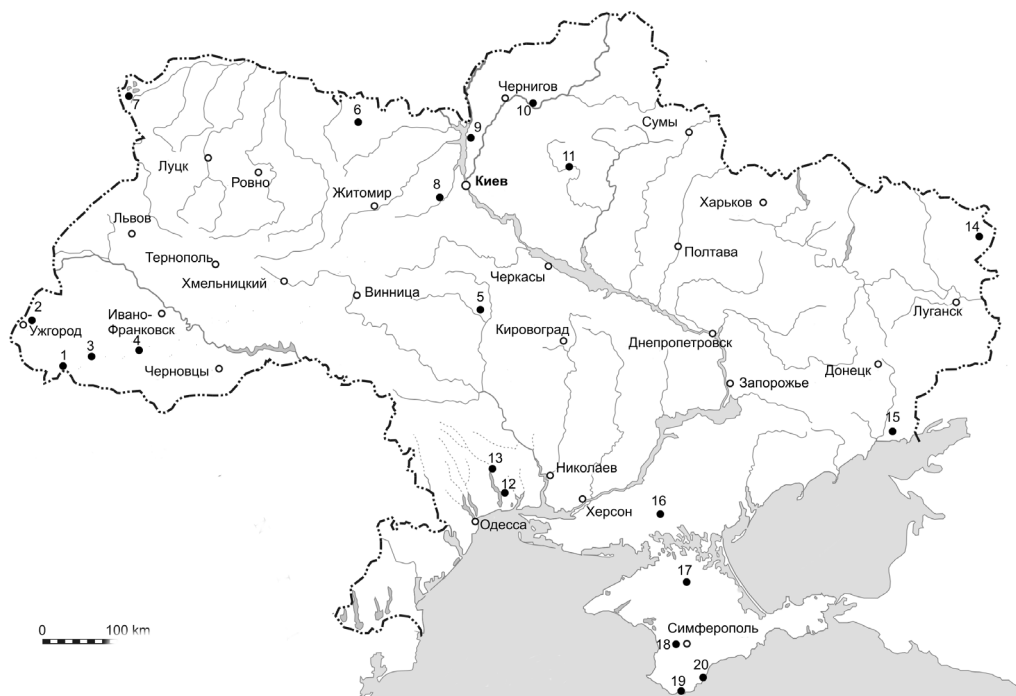 Чернигов
7
6
10
9
Сумы
11
Луцк
Ровно
Киев
Житомир
8
Харьков
Львов
14
Тернополь
Полтава
Хмельницкий
Черкассы
Винница
5
2
Ивано-
Франковск
Ужгород
Луганск
Кировоград
Днепропетровск
4
3
1
Черновцы
Донецк
Запорожье
15
13
Николаев
12
16
Херсон
Одесса
17
0 100 km
Симферополь
18
20
19